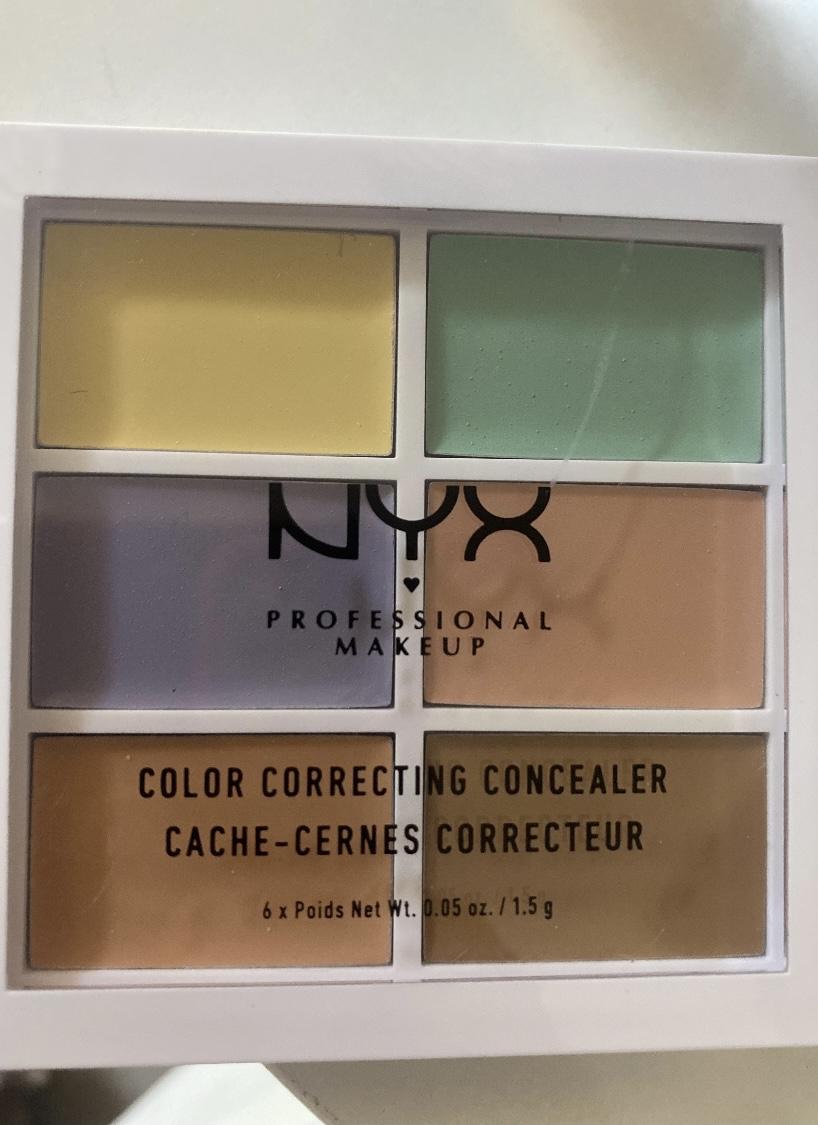 NYX
PROFESSIONAL
MAKEUP
COLOR CORRECTING CONCEALER
CACHE-CERNES CORRECTEUR
6 x Poids Net Wt. 0.05 oz. / 1.5 g